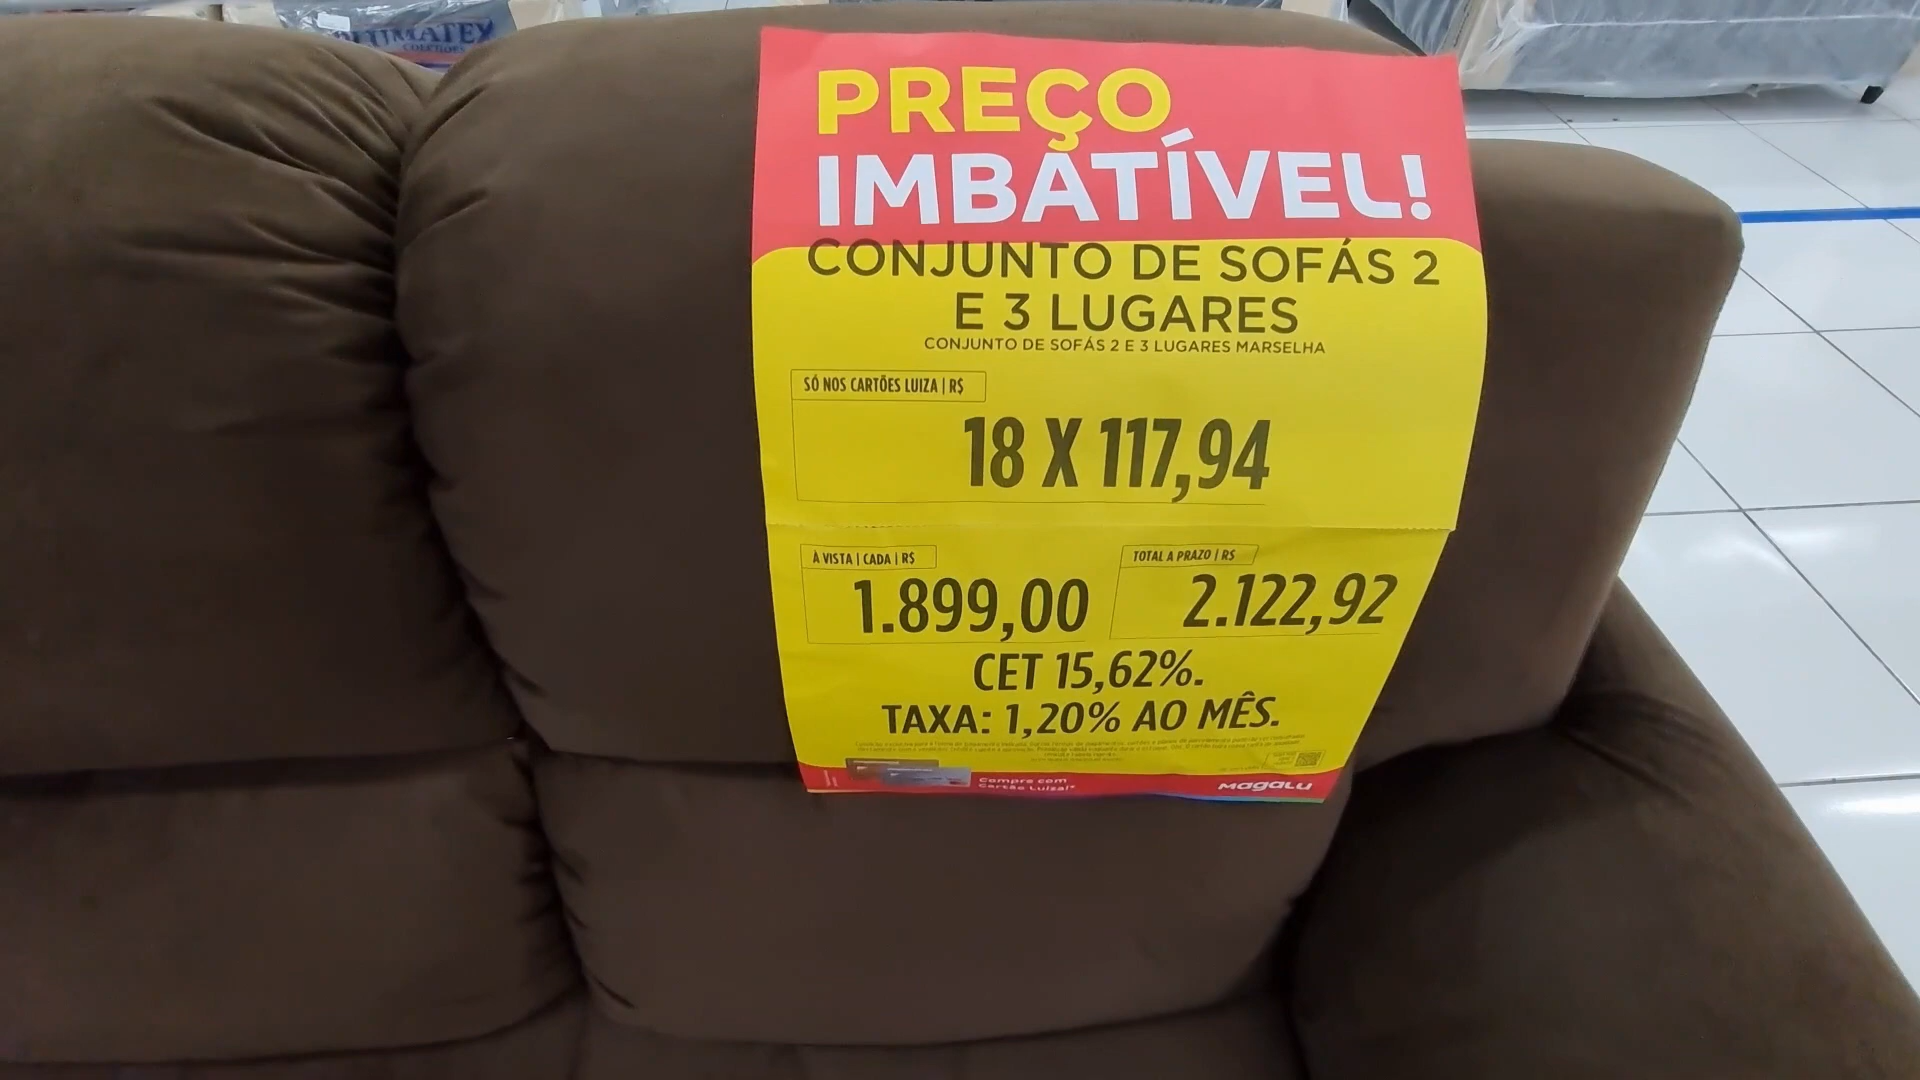 PLUMATEX
COLCHÕES
PREÇO
IMBATÍVEL!
CONJUNTO DE SOFÁS 2
E 3 LUGARES
CONJUNTO DE SOFÁS 2 E 3 LUGARES MARSELHA
SÓ NOS CARTÕES LUIZA | R$
18 X 117,94
À VISTA | CADA | R$
1.899,00
TOTAL A PRAZO | R$
2.122,92
CET 15,62%.
TAXA: 1,20% AO MÊS.
Compre com
Cartão Luiza!*
Magalu